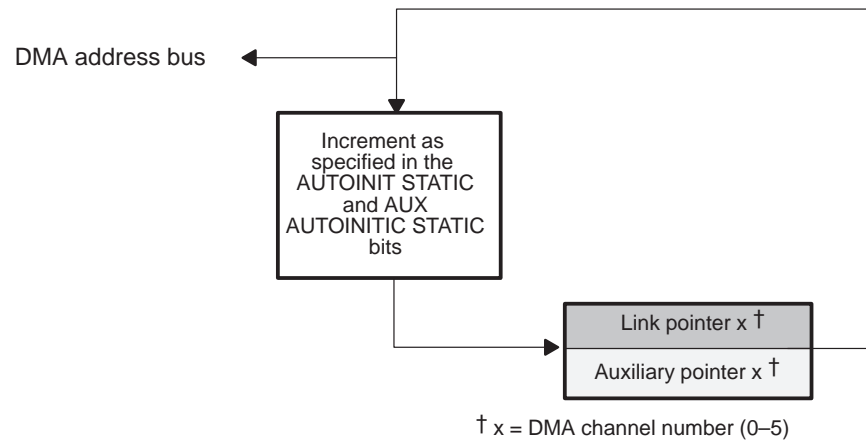 DMA address bus
Increment as
specified in the
AUTOINIT STATIC
and AUX
AUTOINITIC STATIC
bits
Link pointer x †
Auxiliary pointer x †
† x = DMA channel number (0–5)